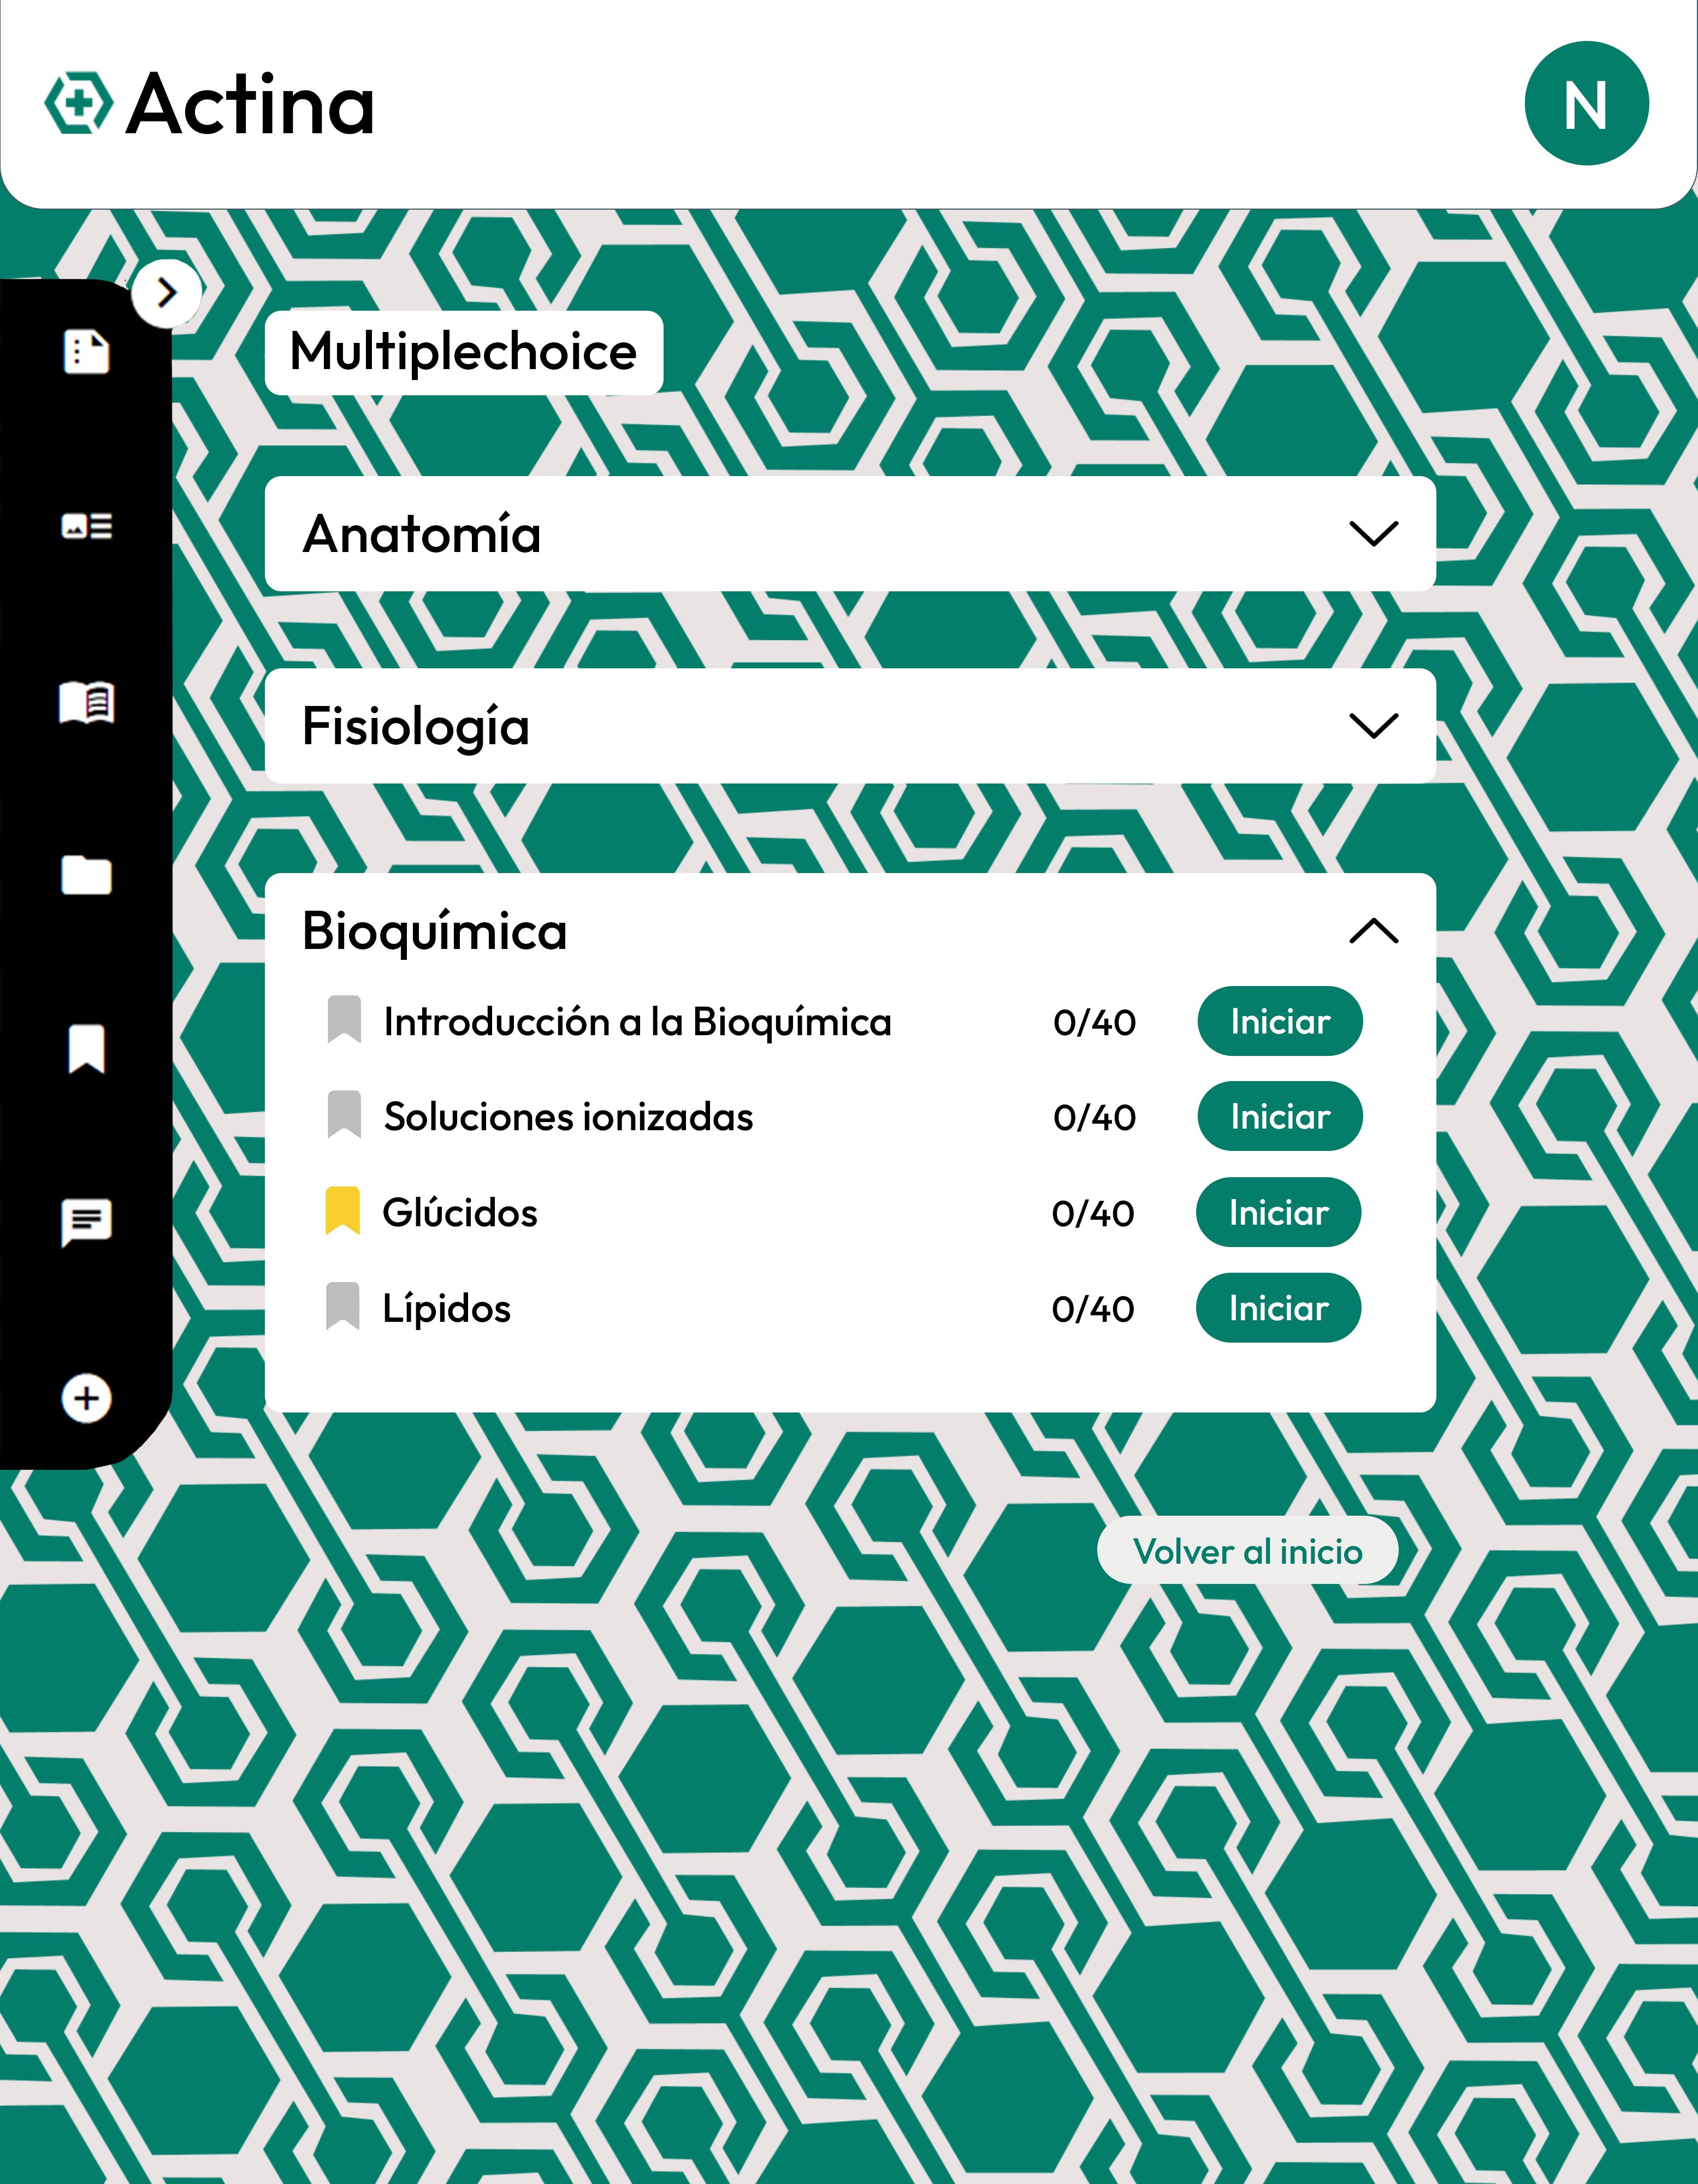 Actina
N
Multiplechoice
Anatomía
Fisiología
Bioquímica
Introducción a la Bioquímica 0/40 Iniciar
Soluciones ionizadas 0/40 Iniciar
Glúcidos 0/40 Iniciar
Lípidos 0/40 Iniciar
Volver al inicio